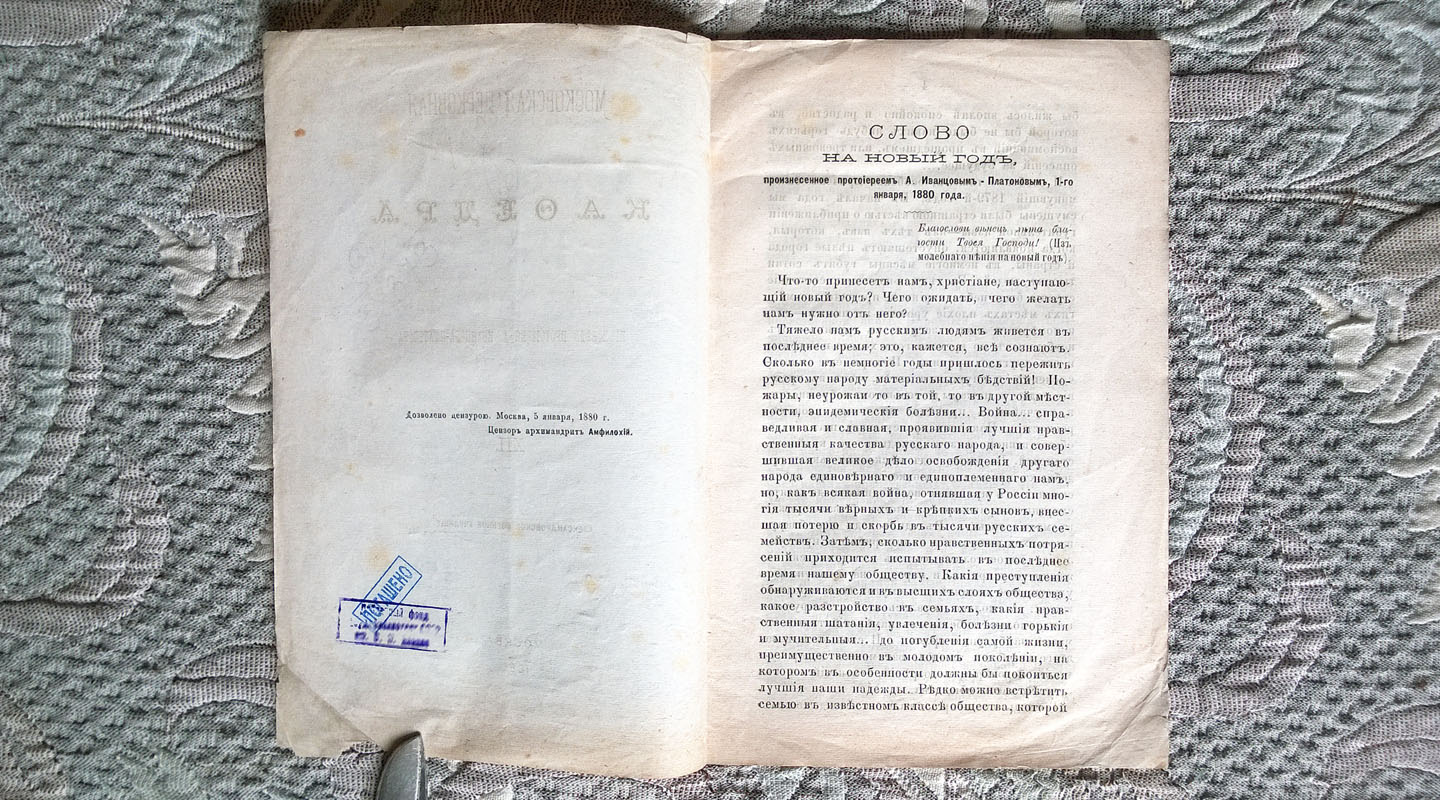 Дозволено цензурою. Москва, 5 января, 1880 г.
Цензоръ архимандритъ Амфилохій.
ПОГАШЕНО
ФОНД
СЛОВО
НА НОВЫЙ ГОДЪ,
произнесенное протоіереемъ А. Иванцовымъ-Платоновымъ, 1-го
января, 1880 года.
Благослови вѣнецъ лѣта бла-
гости Твоея Господи! (Изъ
молебнаго пѣнія на новый годъ).
Что-то принесетъ намъ, христіане, наступаю-
щій новый годъ? Чего ожидать, чего желать
намъ нужно отъ него?
Тяжело намъ русскимъ людямъ живется въ
послѣднее время; это, кажется, всѣ сознаютъ.
Сколько въ немногіе годы пришлось пережить
русскому народу матеріальныхъ бѣдствій! По-
жары, неурожаи то въ той, то въ другой мѣст-
ности, эпидемическія болѣзни... Война... спра-
ведливая и славная, проявившія лучшія нрав-
ственныя качества русскаго народа, и совер-
шившая великое дѣло освобожденія другаго
народа единовѣрнаго и единоплеменнаго намъ,
но, какъ всякая война, отнявшая у Россіи мно-
гія тысячи вѣрныхъ и крѣпкихъ сыновъ, внес-
шая потерю и скорбь въ тысячи русскихъ се-
мействъ. Затѣмъ, сколько нравственныхъ потря-
сеній приходится испытывать въ послѣднее
время нашему обществу. Какія преступленія
обнаруживаются и въ высшихъ слояхъ общества,
какое разстройство въ семьяхъ, какія нрав-
ственныя шатанія, увлеченія, болѣзни горькія
и мучительныя... до погубленія самой жизни,
преимущественно въ молодомъ поколѣніи, на
которомъ въ особенности должны бы покоиться
лучшія наши надежды. Рѣдко можно встрѣтить
семью въ извѣстномъ классѣ общества, которой